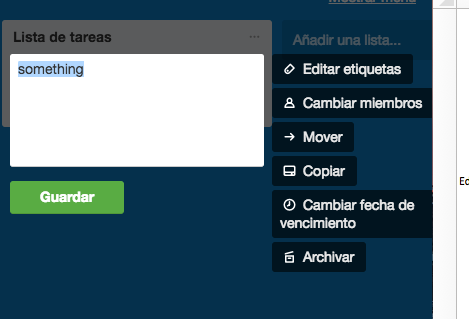 Mostrar menú
Lista de tareas ...
Añadir una lista...
something
Editar etiquetas
Cambiar miembros
Mover
Copiar
Cambiar fecha de
vencimiento
Archivar
Guardar